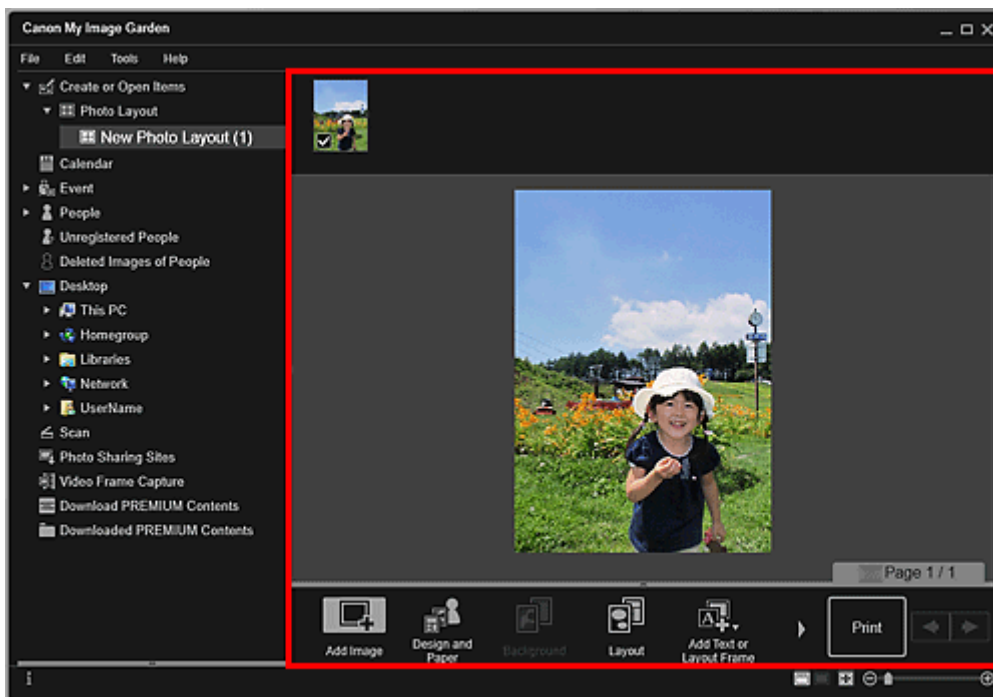 Canon My Image Garden
File Edit Tools Help
Create or Open Items
Photo Layout
New Photo Layout (1)
Calendar
Event
People
Unregistered People
Deleted Images of People
Desktop
This PC
Homegroup
Libraries
Network
UserName
Scan
Photo Sharing Sites
Video Frame Capture
Download PREMIUM Contents
Downloaded PREMIUM Contents
Page 1 / 1
Add Image
Design and
Paper
Background
Layout
Add Text or
Layout Frame
Print